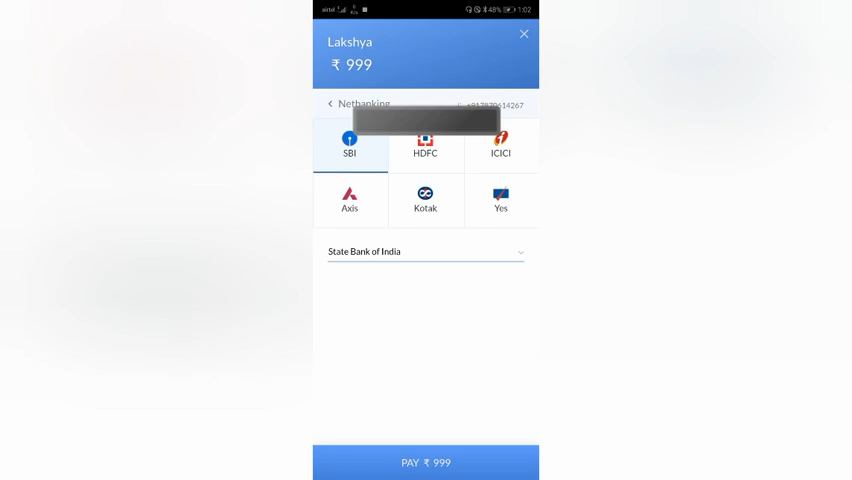 airtel
0
B/s
48%
1:02
Lakshya
₹ 999
Netbanking
SBI
HDFC
ICICI
Axis
Kotak
Yes
State Bank of India
PAY ₹ 999